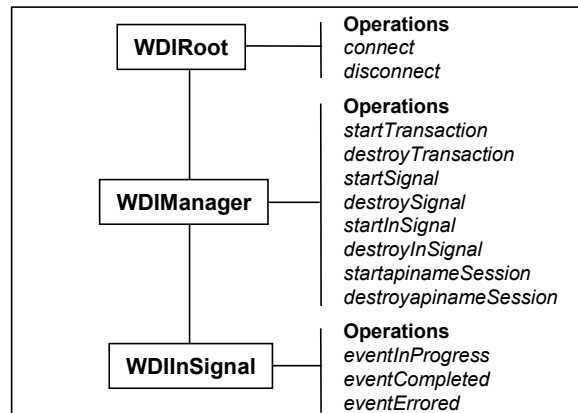 WDIRoot
Operations
connect
disconnect
WDIManager
Operations
startTransaction
destroyTransaction
startSignal
destroySignal
startInSignal
destroyInSignal
startapinameSession
destroyapinameSession
WDIInSignal
Operations
eventInProgress
eventCompleted
eventErrored